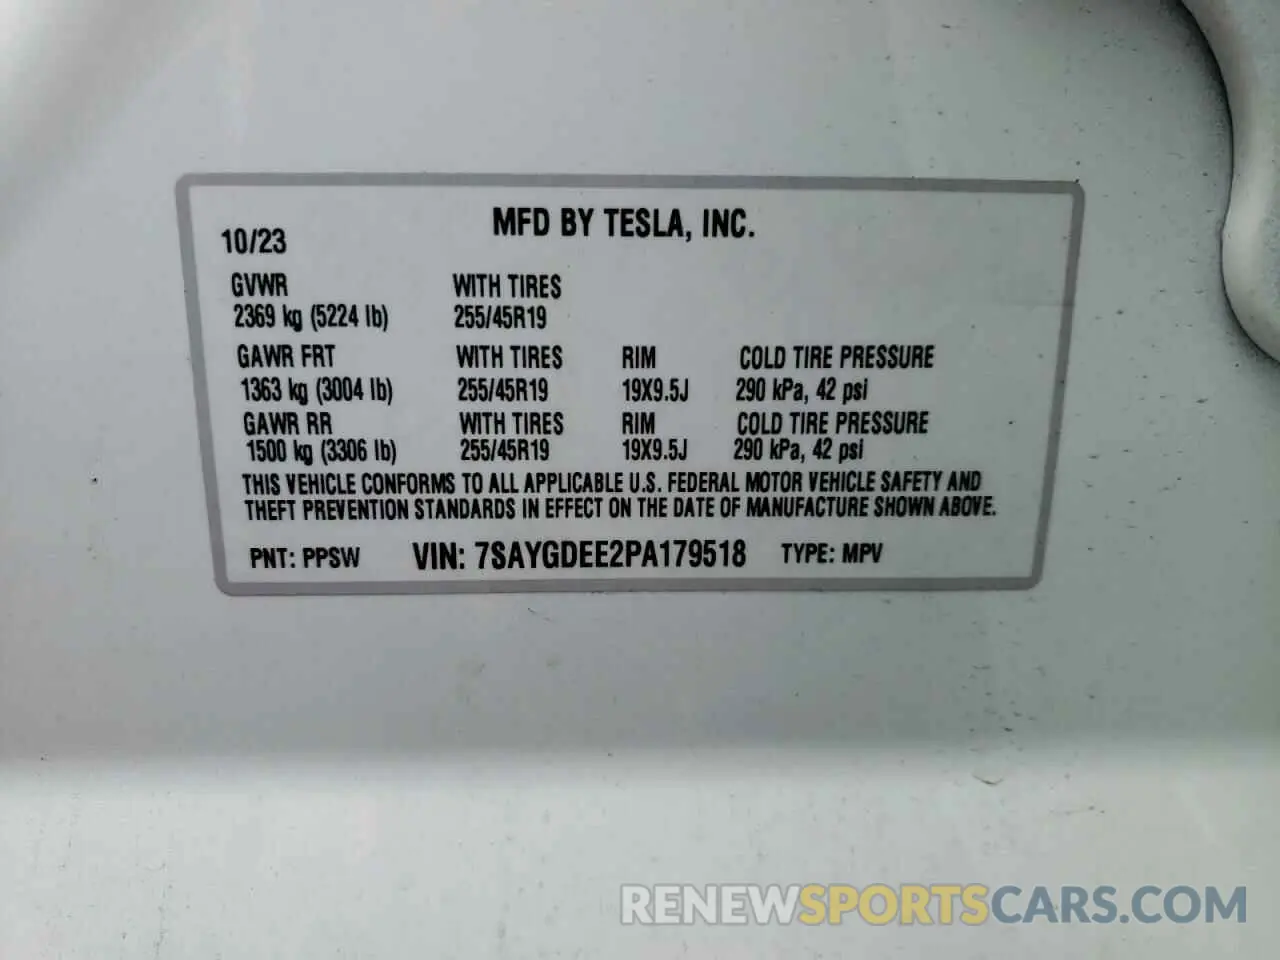 MFD BY TESLA, INC.
10/23
GVWR WITH TIRES
2369 kg (5224 lb) 255/45R19
GAWR FRT WITH TIRES RIM COLD TIRE PRESSURE
1363 kg (3004 lb) 255/45R19 19X9.5J 290 kPa, 42 psi
GAWR RR WITH TIRES RIM COLD TIRE PRESSURE
1500 kg (3306 lb) 255/45R19 19X9.5J 290 kPa, 42 psi
THIS VEHICLE CONFORMS TO ALL APPLICABLE U.S. FEDERAL MOTOR VEHICLE SAFETY AND
THEFT PREVENTION STANDARDS IN EFFECT ON THE DATE OF MANUFACTURE SHOWN ABOVE.
PNT: PPSW VIN: 7SAYGDEE2PA179518 TYPE: MPV
RENEWSPORTSCARS.COM